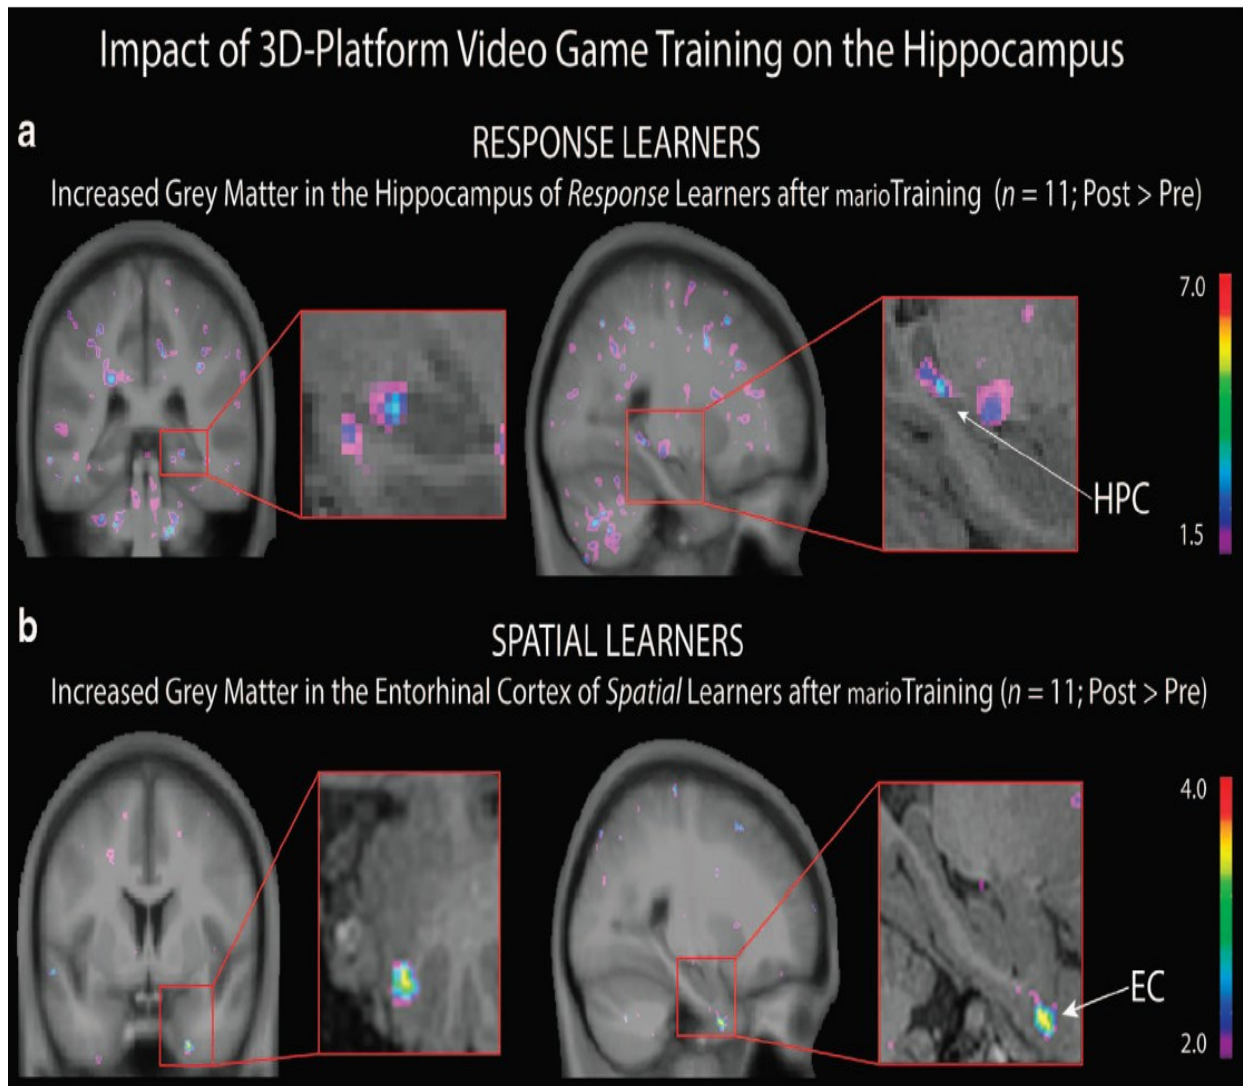 Impact of 3D-Platform Video Game Training on the Hippocampus
a
RESPONSE LEARNERS
Increased Grey Matter in the Hippocampus of Response Learners after marioTraining (n = 11; Post > Pre)
7.0
HPC
1.5
b
SPATIAL LEARNERS
Increased Grey Matter in the Entorhinal Cortex of Spatial Learners after marioTraining (n = 11; Post > Pre)
4.0
EC
2.0